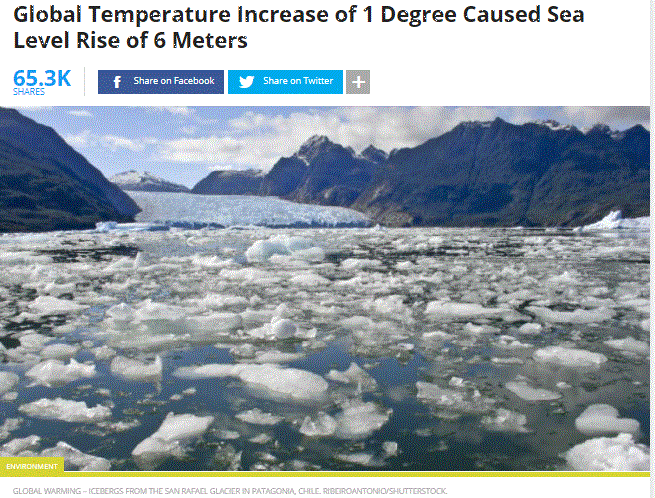 Global Temperature Increase of 1 Degree Caused Sea
Level Rise of 6 Meters
65.3K
SHARES
f Share on Facebook
Share on Twitter
+
ENVIRONMENT
GLOBAL WARMING – ICEBERGS FROM THE SAN RAFAEL GLACIER IN PATAGONIA, CHILE. RIBEIROANTONIO/SHUTTERSTOCK.